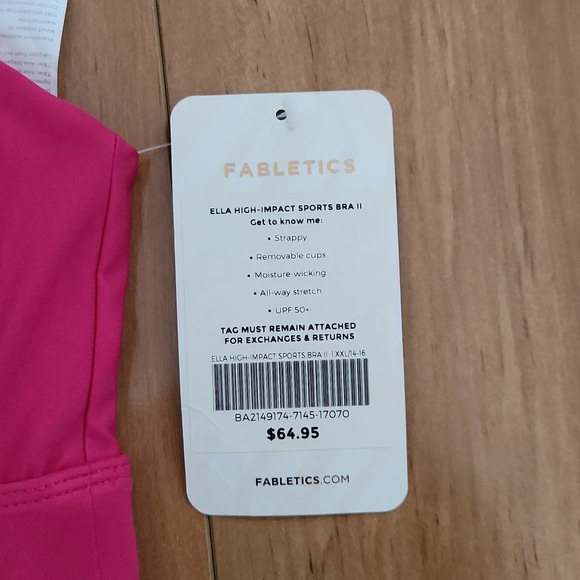 FABLETICS
ELLA HIGH-IMPACT SPORTS BRA II
Get to know me:
• Strappy
• Removable cups
• Moisture-wicking
• All-way stretch
• UPF 50+
TAG MUST REMAIN ATTACHED
FOR EXCHANGES & RETURNS
ELLA HIGH-IMPACT SPORTS BRA II | XXL/14-16
BA2149174-7145-17070
$64.95
FABLETICS.COM